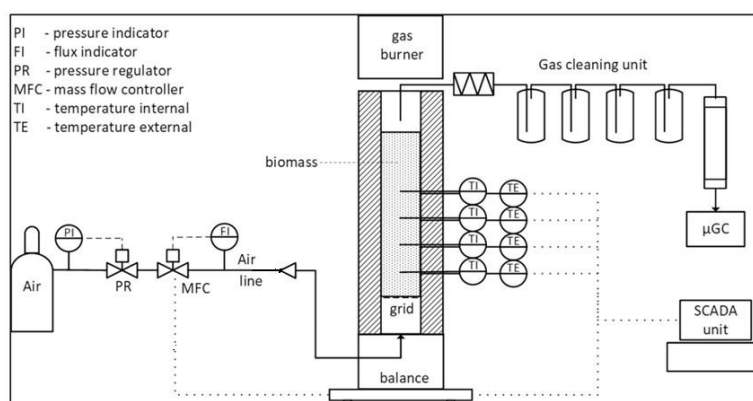 PI - pressure indicator
FI - flux indicator
PR - pressure regulator
MFC - mass flow controller
TI - temperature internal
TE - temperature external
gas
burner
Gas cleaning unit
biomass
TI TE
TI TE
TI TE
TI TE
µGC
PI
FI
Air
PR
MFC
Air
line
grid
SCADA
unit
balance